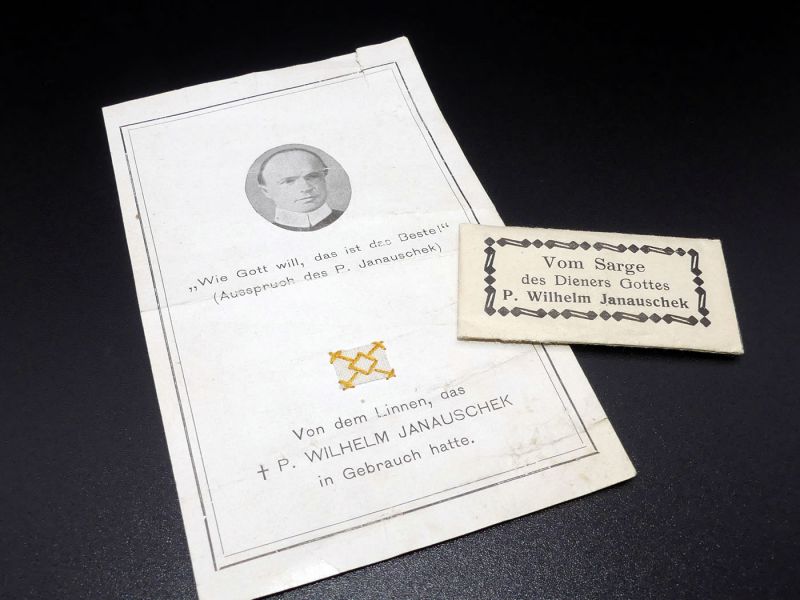 „Wie Gott will, das ist das Beste!“
(Ausspruch des P. Janauschek)
Von dem Linnen, das
† P. WILHELM JANAUSCHEK
in Gebrauch hatte.
Vom Sarge
des Dieners Gottes
P. Wilhelm Janauschek